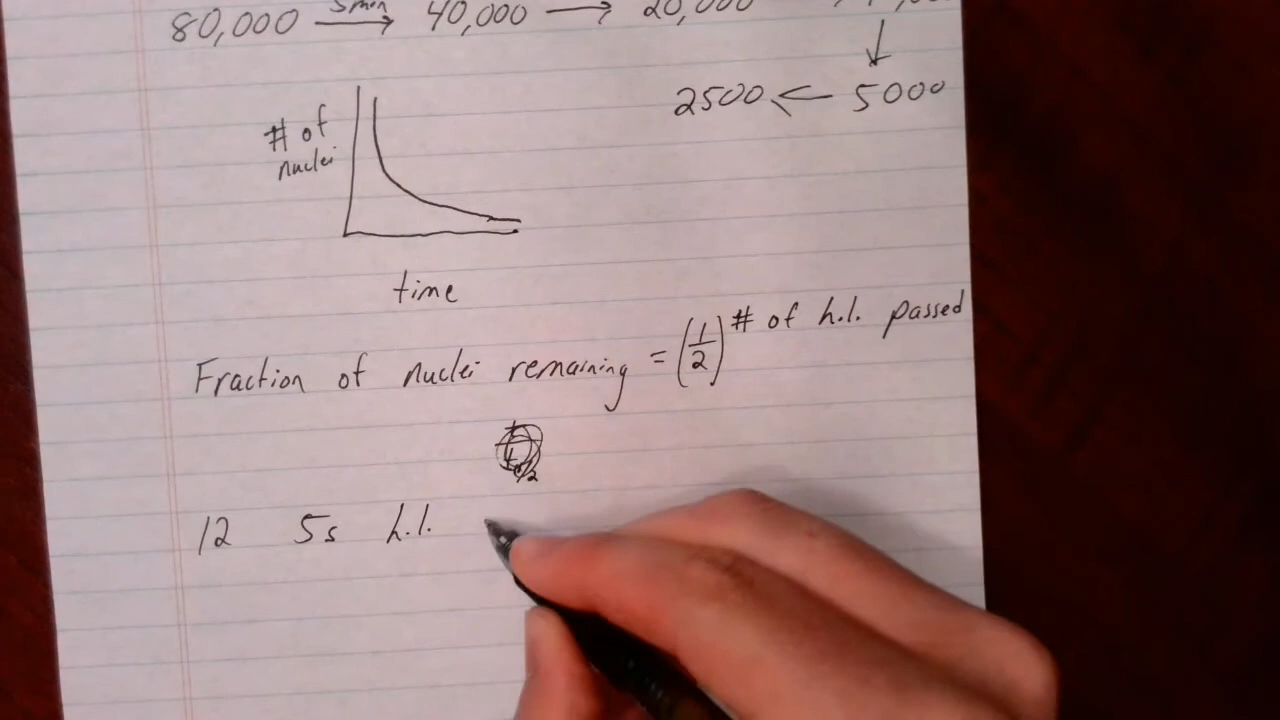 80,000 → 40,000 → 20,000
2500 ← 5000
# of
nuclei
time
Fraction of nuclei remaining = (1/2)^# of h.l. passed
12 5s h.l.